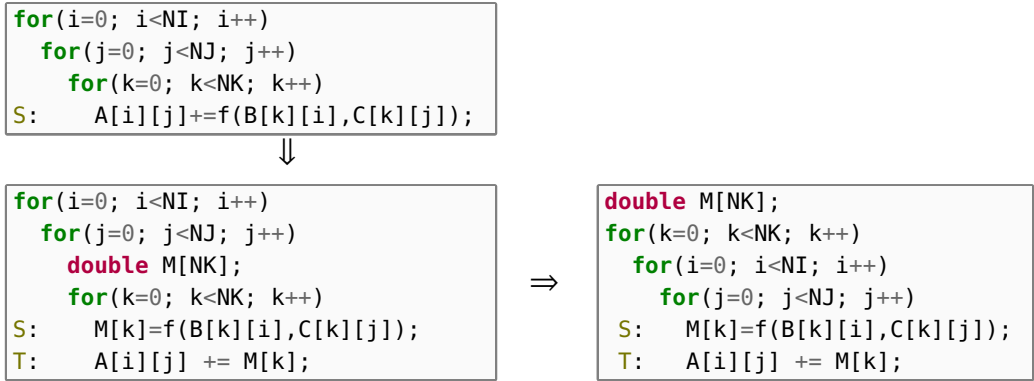 for(i=0; i<NI; i++)
  for(j=0; j<NJ; j++)
    for(k=0; k<NK; k++)
S:    A[i][j]+=f(B[k][i],C[k][j]);
⇓
for(i=0; i<NI; i++)
  for(j=0; j<NJ; j++)
    double M[NK];
    for(k=0; k<NK; k++)
S:    M[k]=f(B[k][i],C[k][j]);
T:    A[i][j] += M[k];
⇒
double M[NK];
for(k=0; k<NK; k++)
  for(i=0; i<NI; i++)
    for(j=0; j<NJ; j++)
 S:   M[k]=f(B[k][i],C[k][j]);
 T:   A[i][j] += M[k];